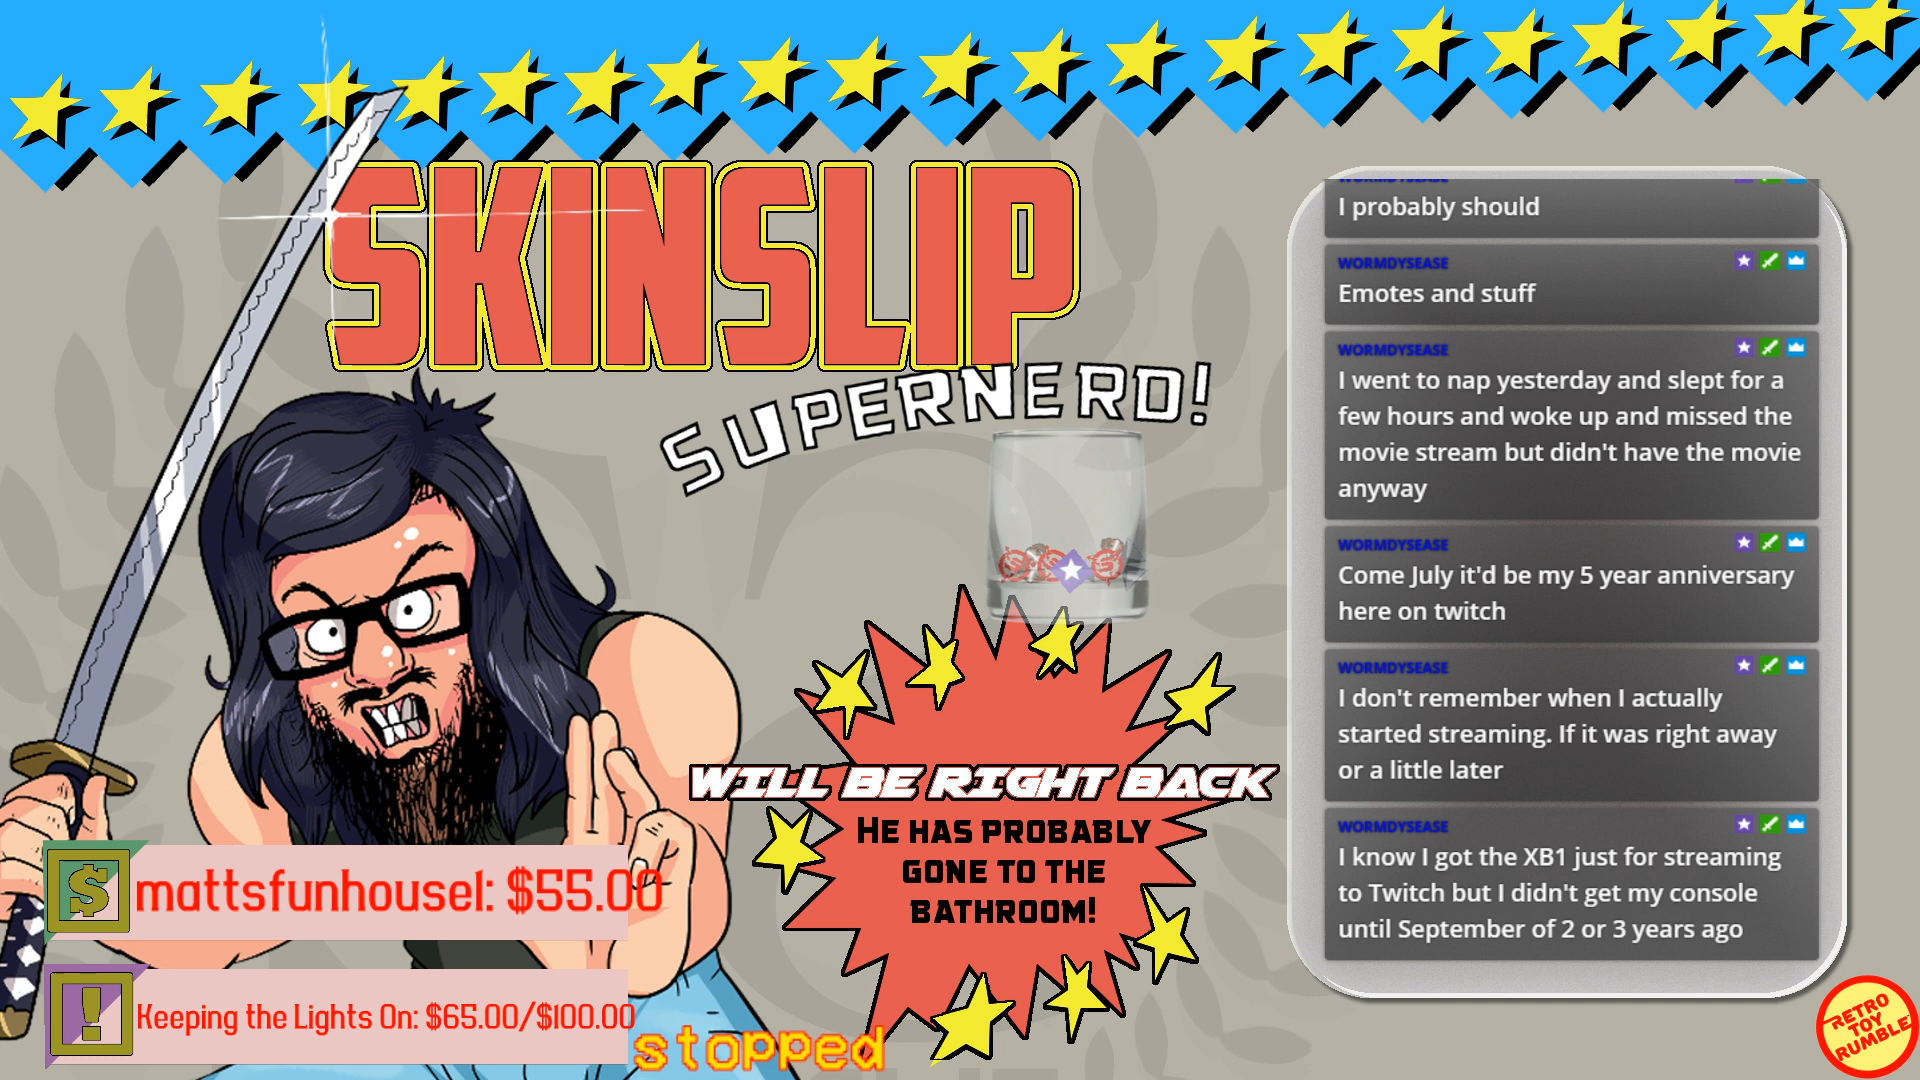 SKINSLIP
SUPERNERD!
WORMDYSEASE
I probably should
WORMDYSEASE
Emotes and stuff
WORMDYSEASE
I went to nap yesterday and slept for a
few hours and woke up and missed the
movie stream but didn't have the movie
anyway
WORMDYSEASE
Come July it'd be my 5 year anniversary
here on twitch
WORMDYSEASE
I don't remember when I actually
started streaming. If it was right away
or a little later
WORMDYSEASE
I know I got the XB1 just for streaming
to Twitch but I didn't get my console
until September of 2 or 3 years ago
WILL BE RIGHT BACK
HE HAS PROBABLY
GONE TO THE
BATHROOM!
$
mattsfunhouse1: $55.00
!
Keeping the Lights On: $65.00/$100.00
stopped
RETRO
TOY
RUMBLE